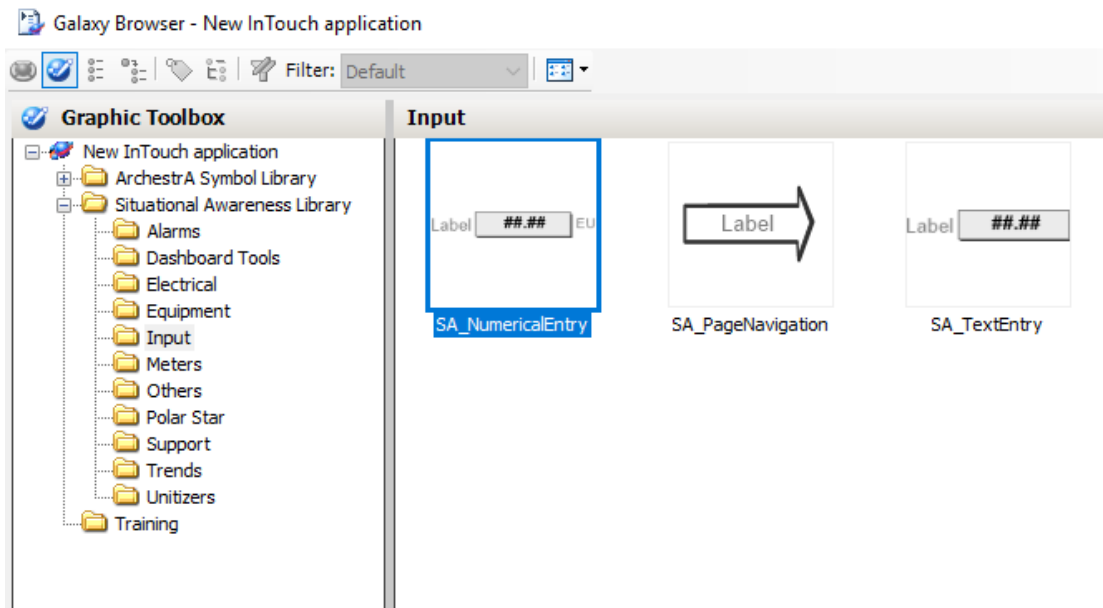 Galaxy Browser - New InTouch application
Filter: Default
Graphic Toolbox
New InTouch application
ArchestrA Symbol Library
Situational Awareness Library
Alarms
Dashboard Tools
Electrical
Equipment
Input
Meters
Others
Polar Star
Support
Trends
Unitizers
Training
Input
Label ##.## EU
Label
Label ##.##
SA_NumericalEntry
SA_PageNavigation
SA_TextEntry